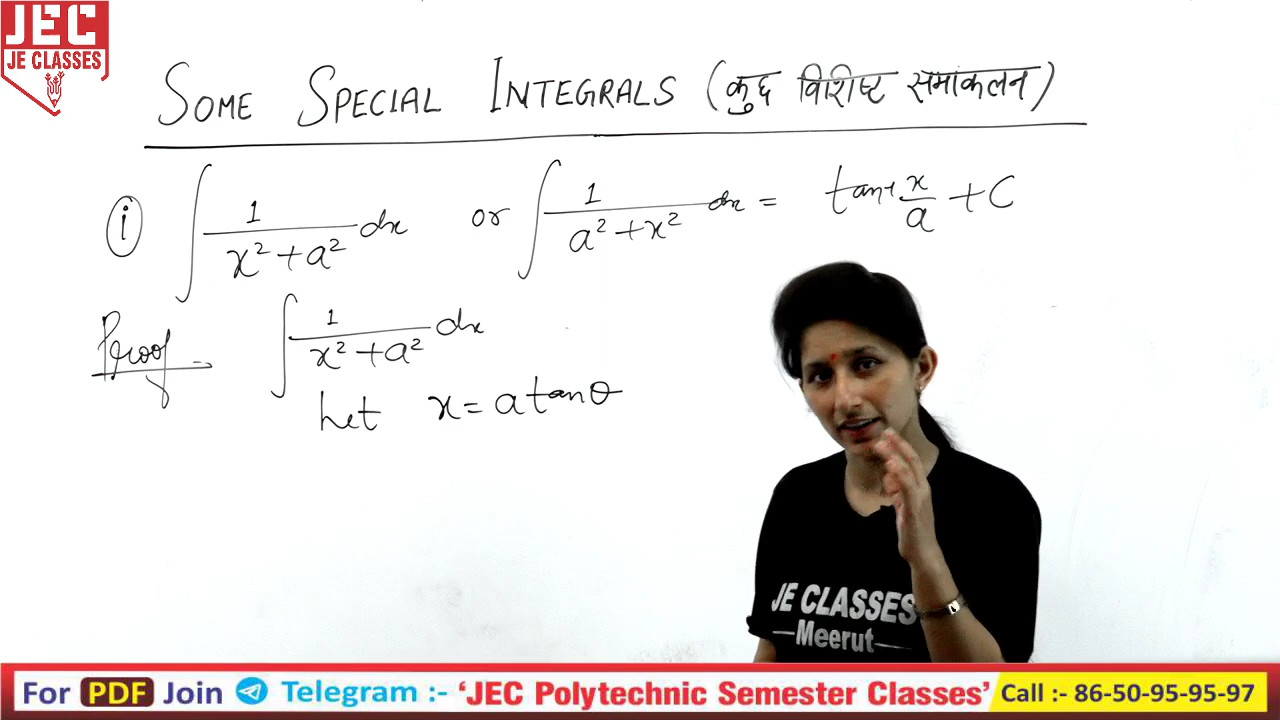 JEC
JE CLASSES
SOME SPECIAL INTEGRALS (कुछ विशिष्ट समाकलन)
(i) ∫ 1/(x²+a²) dx or ∫ 1/(a²+x²) dx = tan⁻¹ x/a + C
Proof - ∫ 1/(x²+a²) dx
Let x = a tanθ
JE CLASSES
—Meerut—
For PDF Join Telegram :- ‘JEC Polytechnic Semester Classes’ Call :- 86-50-95-95-97